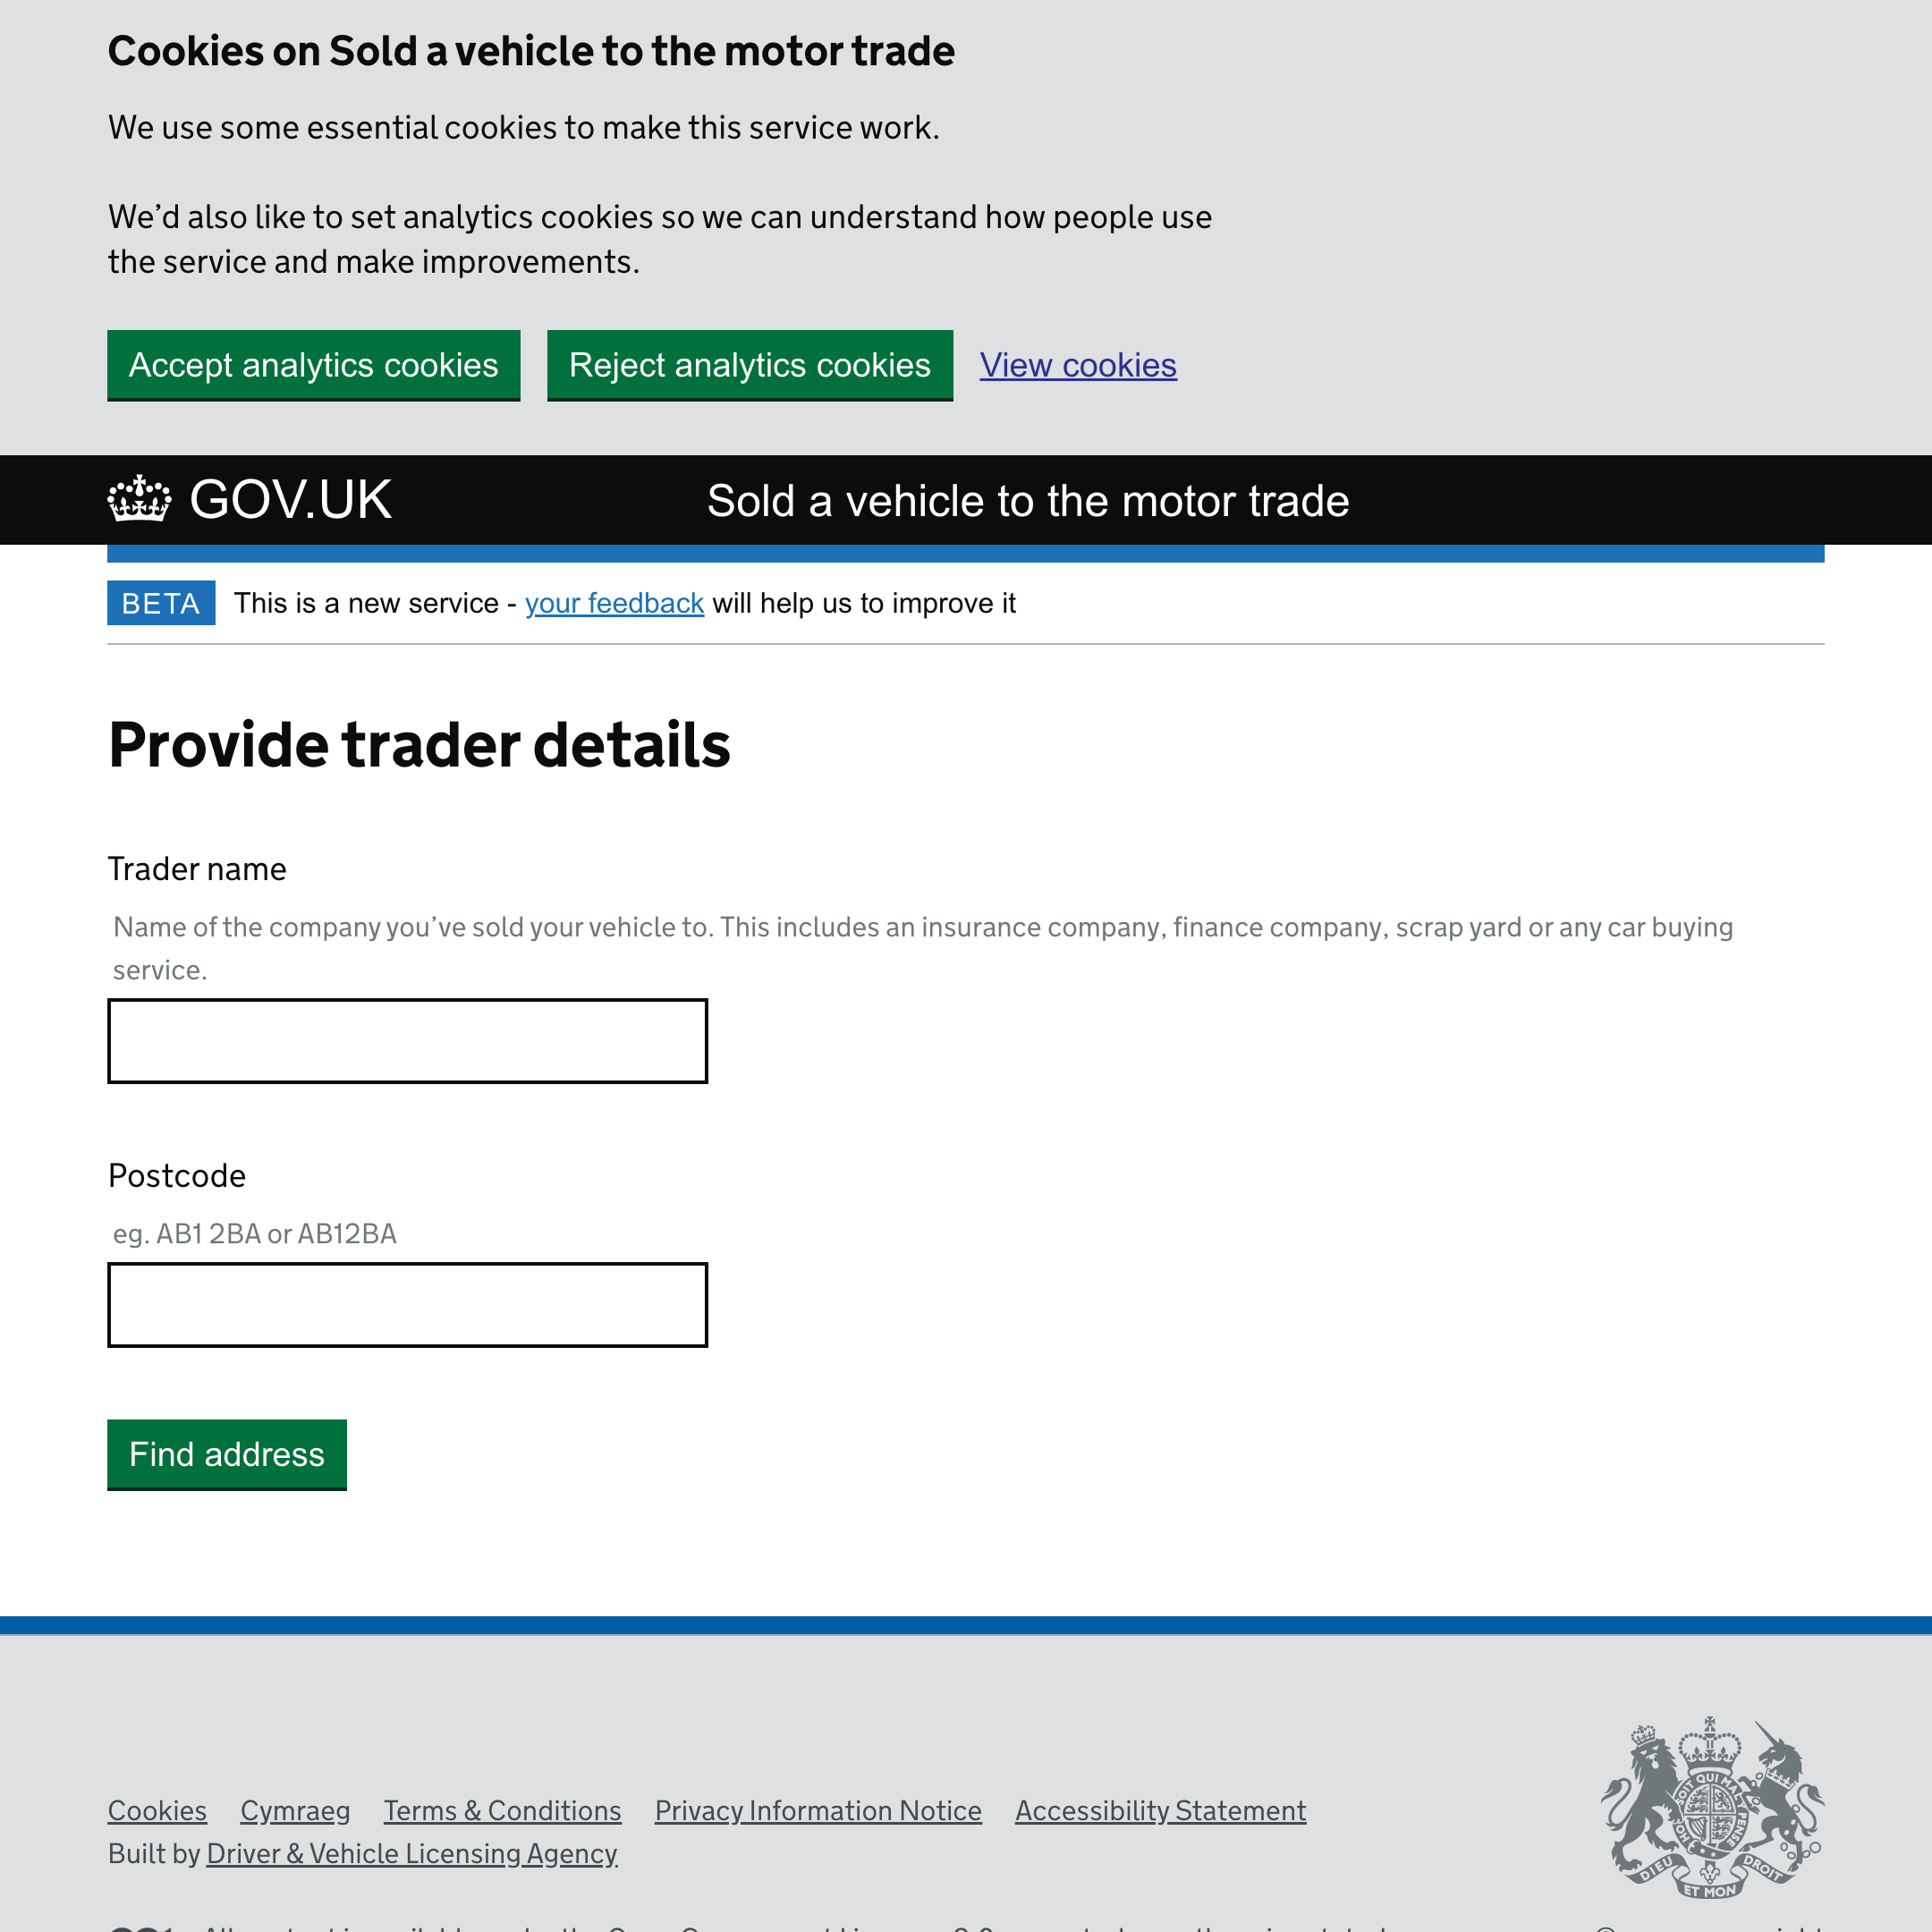 Cookies on Sold a vehicle to the motor trade
We use some essential cookies to make this service work.
We’d also like to set analytics cookies so we can understand how people use
the service and make improvements.
Accept analytics cookies Reject analytics cookies View cookies
GOV.UK Sold a vehicle to the motor trade
BETA This is a new service - your feedback will help us to improve it
Provide trader details
Trader name
Name of the company you’ve sold your vehicle to. This includes an insurance company, finance company, scrap yard or any car buying
service.
Postcode
eg. AB1 2BA or AB12BA
Find address
Cookies Cymraeg Terms & Conditions Privacy Information Notice Accessibility Statement
Built by Driver & Vehicle Licensing Agency
DIEU ET MON DROIT